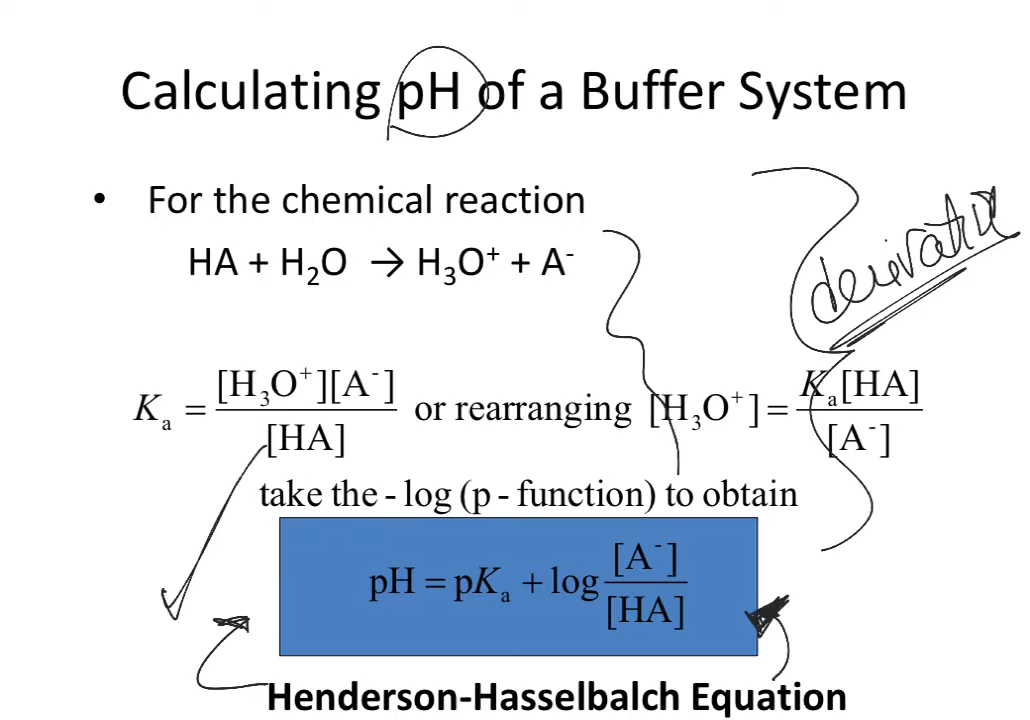 Calculating pH of a Buffer System
• For the chemical reaction
HA + H₂O → H₃O⁺ + A⁻
derivative
Kₐ = [H₃O⁺][A⁻] / [HA] or rearranging [H₃O⁺] = Kₐ[HA] / [A⁻]
take the - log (p - function) to obtain
pH = pKₐ + log [A⁻] / [HA]
Henderson-Hasselbalch Equation